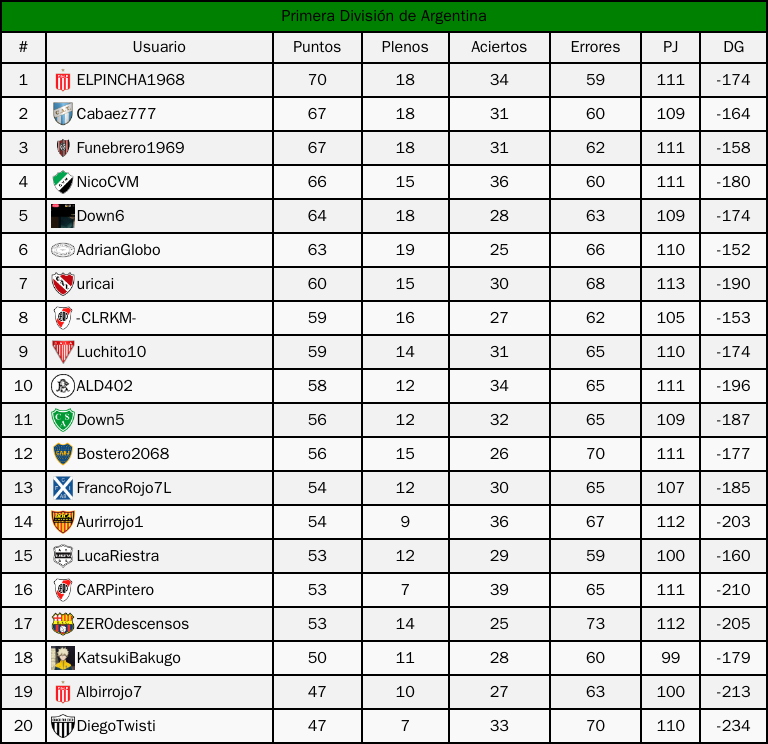 Primera División de Argentina
# Usuario Puntos Plenos Aciertos Errores PJ DG
1 ELPINCHA1968 70 18 34 59 111 -174
2 Cabaez777 67 18 31 60 109 -164
3 Funebrero1969 67 18 31 62 111 -158
4 NicoCVM 66 15 36 60 111 -180
5 Down6 64 18 28 63 109 -174
6 AdrianGlobo 63 19 25 66 110 -152
7 uricai 60 15 30 68 113 -190
8 -CLRKM- 59 16 27 62 105 -153
9 Luchito10 59 14 31 65 110 -174
10 ALD402 58 12 34 65 111 -196
11 Down5 56 12 32 65 109 -187
12 Bostero2068 56 15 26 70 111 -177
13 FrancoRojo7L 54 12 30 65 107 -185
14 Aurirrojo1 54 9 36 67 112 -203
15 LucaRiestra 53 12 29 59 100 -160
16 CARPintero 53 7 39 65 111 -210
17 ZER0descensos 53 14 25 73 112 -205
18 KatsukiBakugo 50 11 28 60 99 -179
19 Albirrojo7 47 10 27 63 100 -213
20 DiegoTwisti 47 7 33 70 110 -234